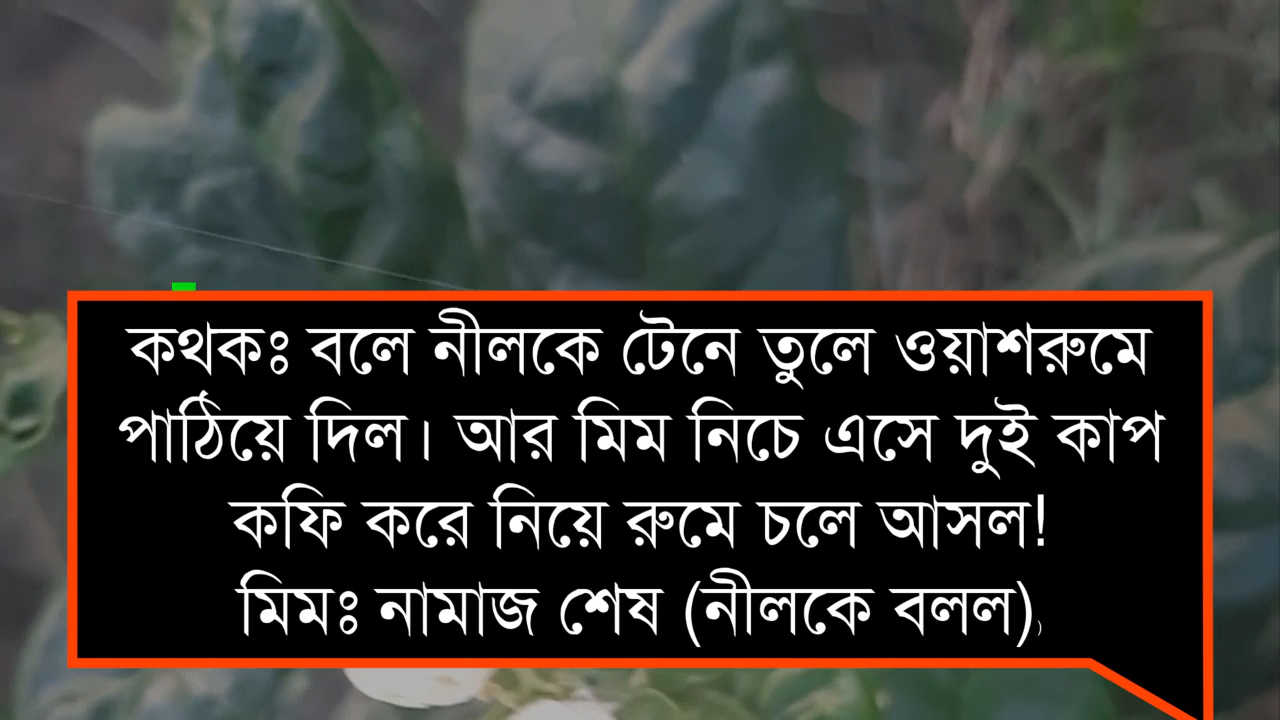 কথকঃ বলে নীলকে টেনে তুলে ওয়াশরুমে
পাঠিয়ে দিল। আর মিম নিচে এসে দুই কাপ
কফি করে নিয়ে রুমে চলে আসল!
মিমঃ নামাজ শেষ (নীলকে বলল)